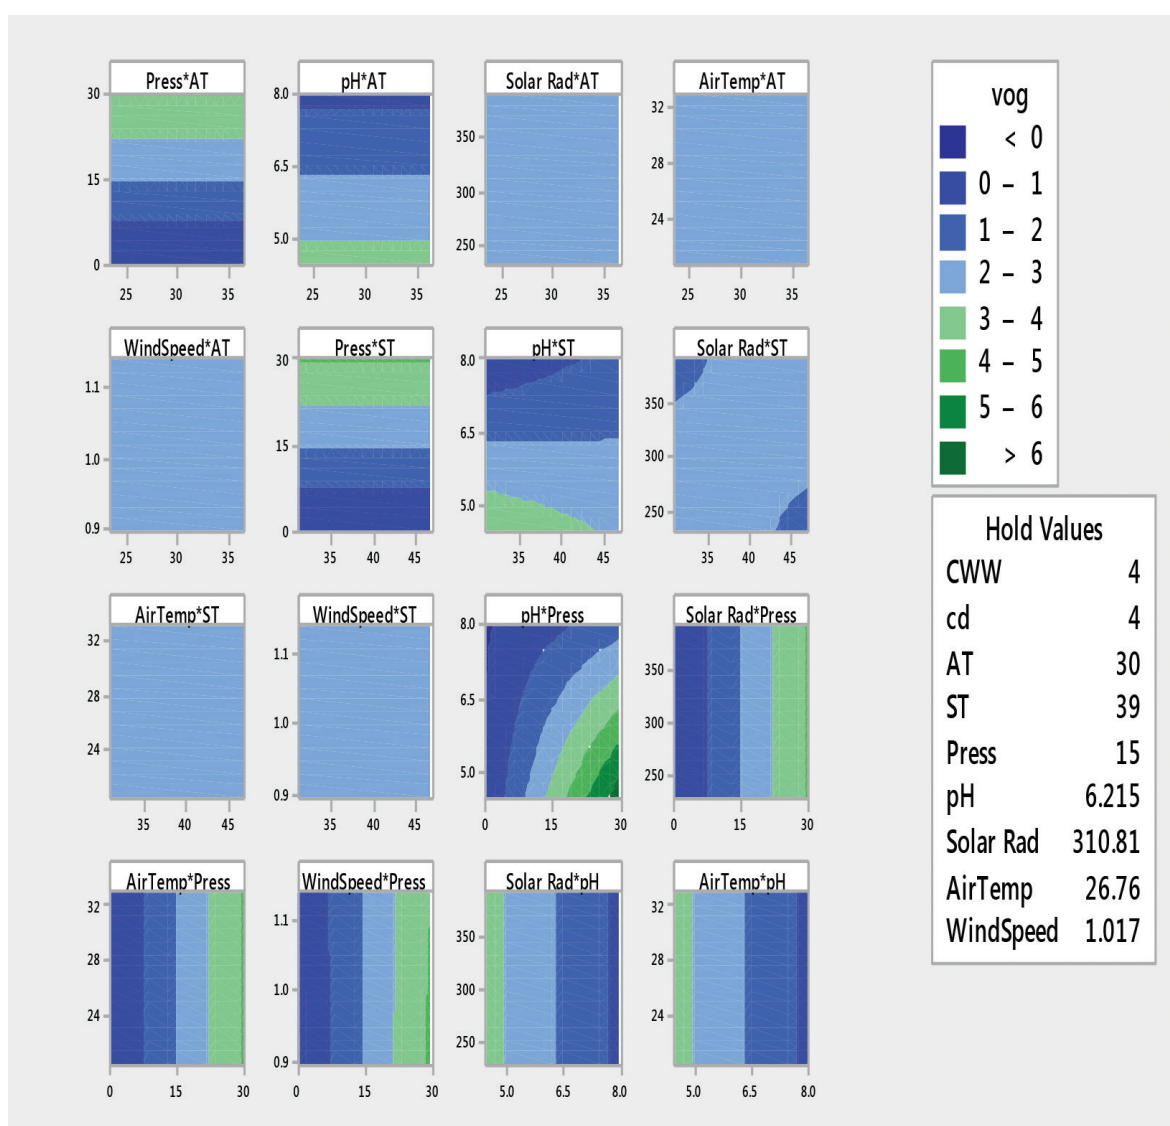 Press*AT
pH*AT
Solar Rad*AT
AirTemp*AT
30
15
0
25 30 35
8.0
6.5
5.0
25 30 35
350
300
250
25 30 35
32
28
24
25 30 35
WindSpeed*AT
Press*ST
pH*ST
Solar Rad*ST
1.1
1.0
0.9
25 30 35
30
15
0
35 40 45
8.0
6.5
5.0
35 40 45
350
300
250
35 40 45
AirTemp*ST
WindSpeed*ST
pH*Press
Solar Rad*Press
32
28
24
35 40 45
1.1
1.0
0.9
35 40 45
8.0
6.5
5.0
0 15 30
350
300
250
0 15 30
AirTemp*Press
WindSpeed*Press
Solar Rad*pH
AirTemp*pH
32
28
24
0 15 30
1.1
1.0
0.9
0 15 30
350
300
250
5.0 6.5 8.0
32
28
24
5.0 6.5 8.0
vog
< 0
0 – 1
1 – 2
2 – 3
3 – 4
4 – 5
5 – 6
> 6
Hold Values
CWW 4
cd 4
AT 30
ST 39
Press 15
pH 6.215
Solar Rad 310.81
AirTemp 26.76
WindSpeed 1.017